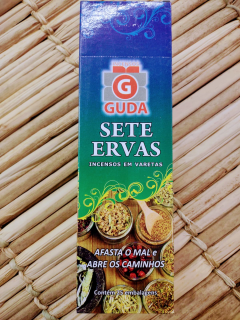 G
GUDA
SETE
ERVAS
INCENSOS EM VARETAS
AFASTA O MAL e
ABRE OS CAMINHOS